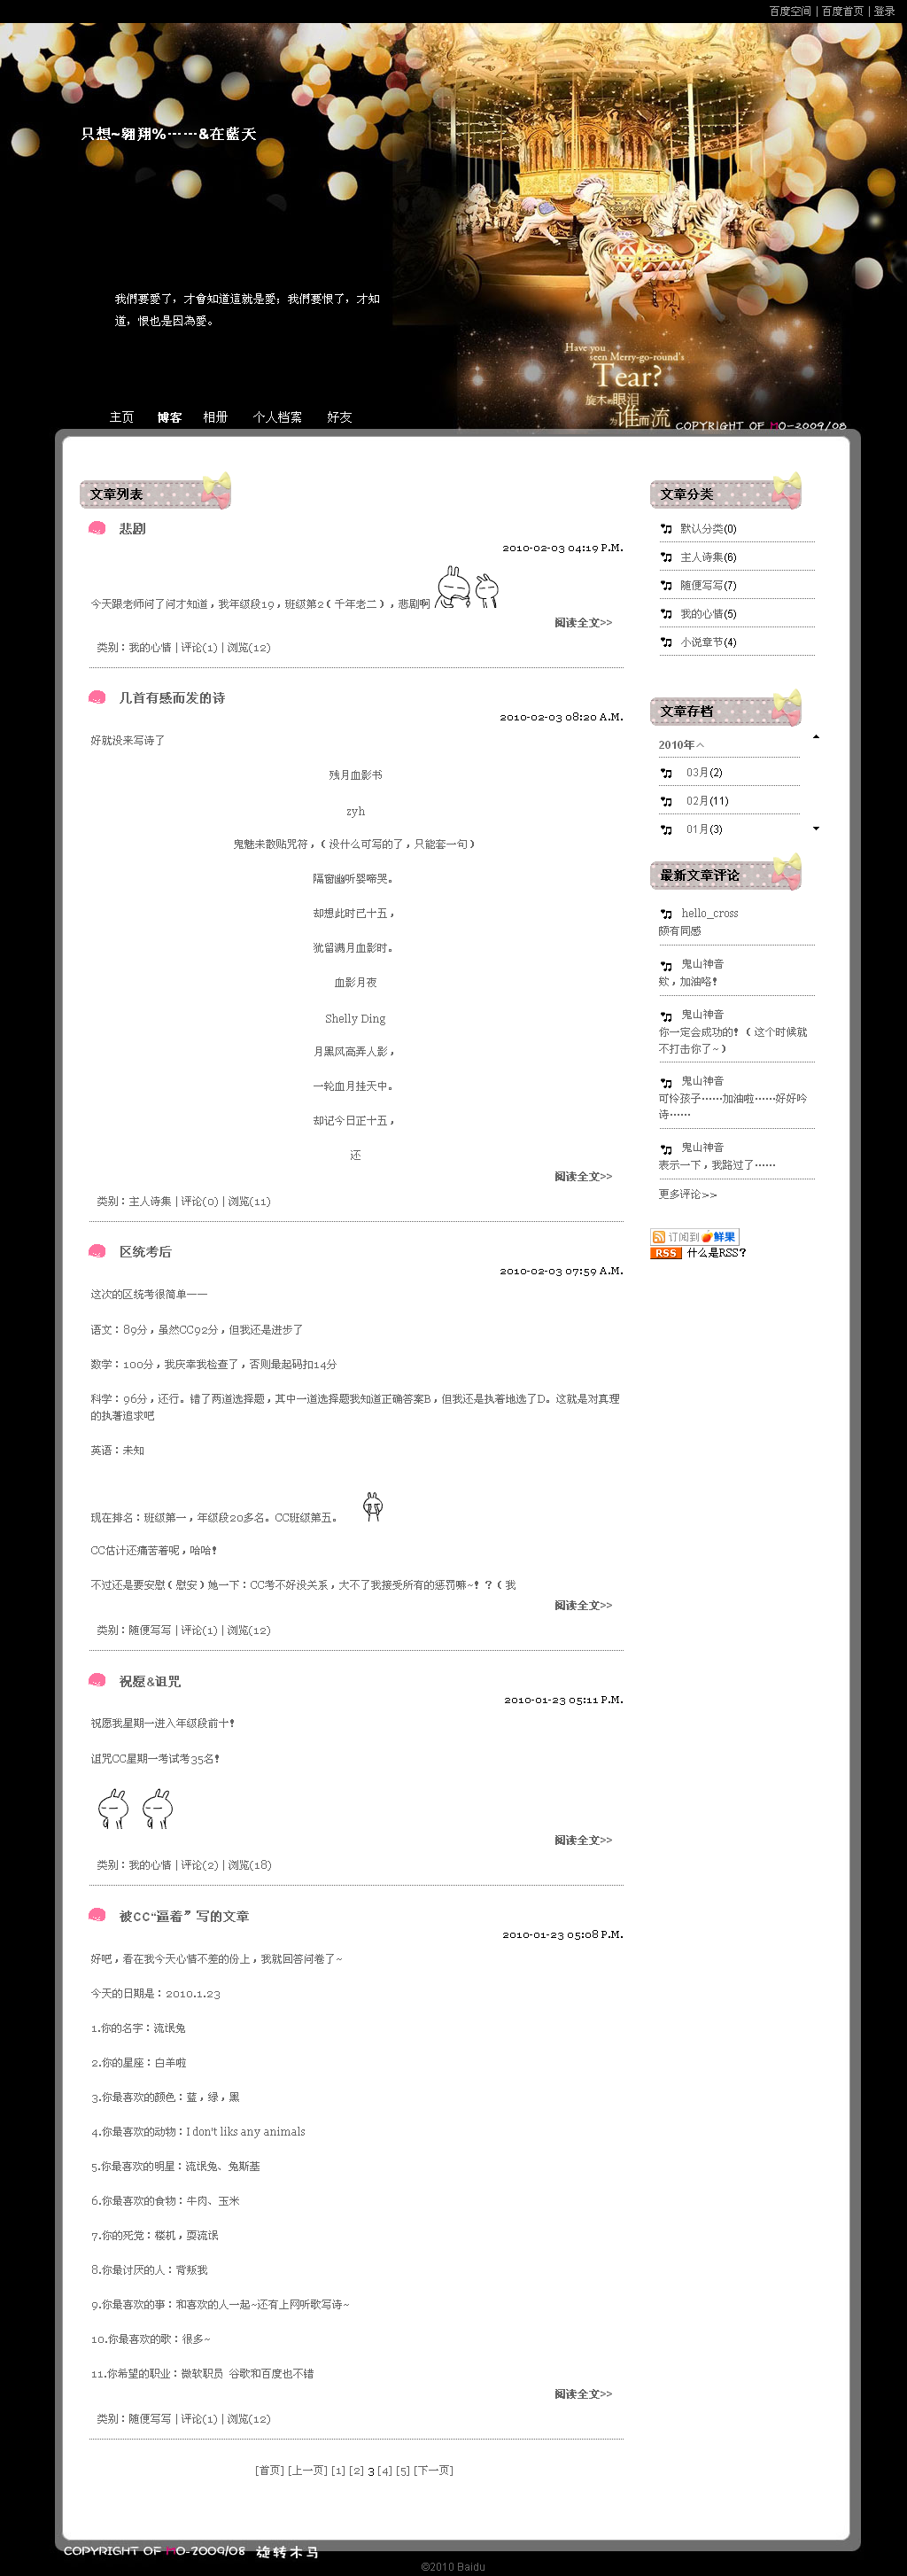 百度空间 | 百度首页 | 登录
只想~翱翔%……&在藍天
我們要愛了，才會知道這就是愛；我們要恨了，才知
道，恨也是因為愛。
Have you
seen Merry-go-round's
Tear?
旋木的眼泪
为谁而流
COPYRIGHT OF MO-2009/08
主页 博客 相册 个人档案 好友
文章列表
悲剧
2010-02-03 04:19 P.M.
今天跟老师问了问才知道，我年级段19，班级第2（千年老二），悲剧啊
阅读全文>>
类别：我的心情 | 评论(1) | 浏览(12)
几首有感而发的诗
2010-02-03 08:20 A.M.
好就没来写诗了
残月血影书
zyh
鬼魅未散贴咒符，（没什么可写的了，只能套一句）
隔窗幽听婴啼哭。
却想此时已十五，
犹留满月血影时。
血影月夜
Shelly Ding
月黑风高弄人影，
一轮血月挂天中。
却记今日正十五，
还
阅读全文>>
类别：主人诗集 | 评论(0) | 浏览(11)
区统考后
2010-02-03 07:59 A.M.
这次的区统考很简单——
语文：89分，虽然CC92分，但我还是进步了
数学：100分，我庆幸我检查了，否则最起码扣14分
科学：96分，还行。错了两道选择题，其中一道选择题我知道正确答案B，但我还是执着地选了D。这就是对真理
的执著追求吧
英语：未知
现在排名：班级第一，年级段20多名。CC班级第五。
CC估计还痛苦着呢，哈哈！
不过还是要安慰（慰安）她一下：CC考不好没关系，大不了我接受所有的惩罚嘛~！？（我
阅读全文>>
类别：随便写写 | 评论(1) | 浏览(12)
祝愿&诅咒
2010-01-23 05:11 P.M.
祝愿我星期一进入年级段前十！
诅咒CC星期一考试考35名！
阅读全文>>
类别：我的心情 | 评论(2) | 浏览(18)
被CC“逼着”写的文章
2010-01-23 05:08 P.M.
好吧，看在我今天心情不差的份上，我就回答问卷了~
今天的日期是：2010.1.23
1.你的名字：流氓兔
2.你的星座：白羊啦
3.你最喜欢的颜色：蓝，绿，黑
4.你最喜欢的动物：I don't liks any animals
5.你最喜欢的明星：流氓兔、兔斯基
6.你最喜欢的食物：牛肉、玉米
7.你的死党：楼机，耍流氓
8.你最讨厌的人：背叛我
9.你最喜欢的事：和喜欢的人一起~还有上网听歌写诗~
10.你最喜欢的歌：很多~
11.你希望的职业：微软职员 谷歌和百度也不错
阅读全文>>
类别：随便写写 | 评论(1) | 浏览(12)
[首页] [上一页] [1] [2] 3 [4] [5] [下一页]
文章分类
默认分类(0)
主人诗集(6)
随便写写(7)
我的心情(5)
小说章节(4)
文章存档
2010年
03月(2)
02月(11)
01月(3)
最新文章评论
hello_cross
颇有同感
鬼山神音
欸，加油咯！
鬼山神音
你一定会成功的！（这个时候就
不打击你了~）
鬼山神音
可怜孩子……加油啦……好好吟
诗……
鬼山神音
表示一下，我路过了……
更多评论>>
订阅到 鲜果
RSS 什么是RSS?
COPYRIGHT OF MO-2009/08 旋转木马
©2010 Baidu